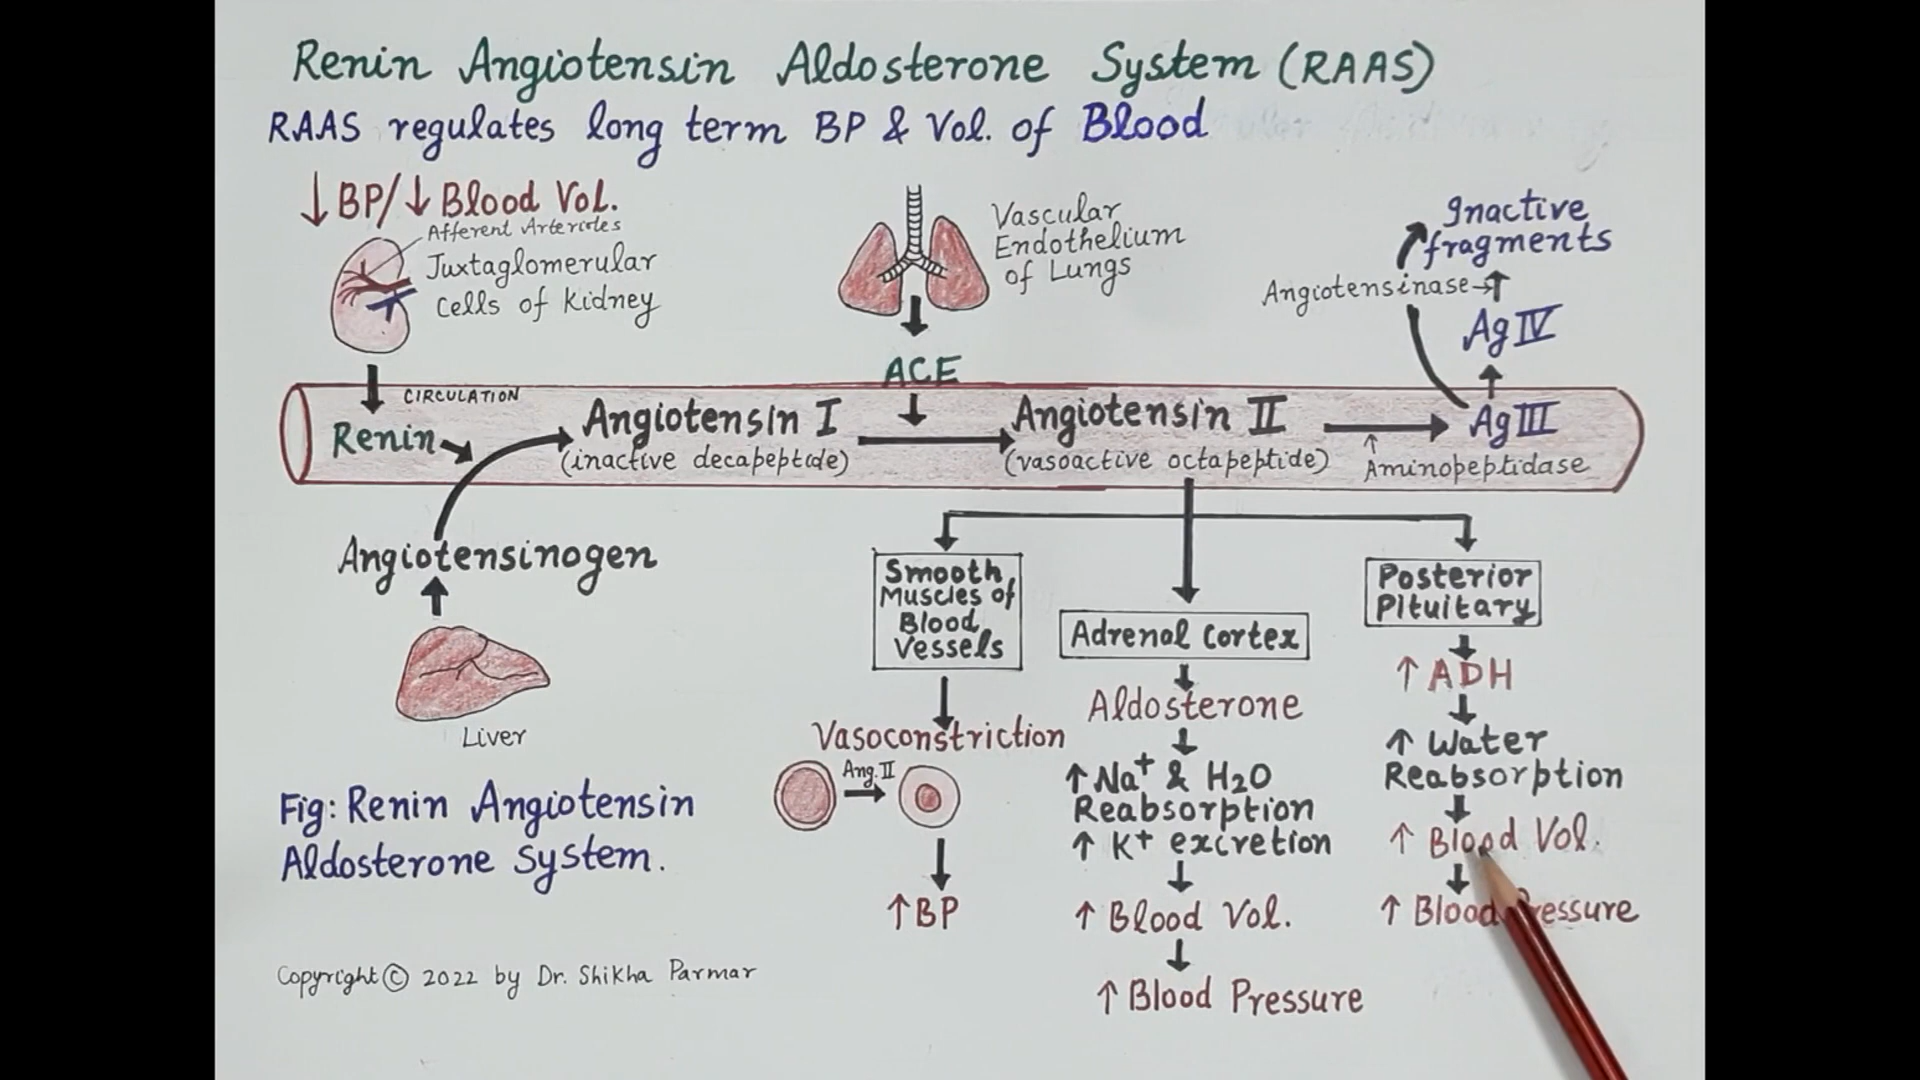 Renin Angiotensin Aldosterone System (RAAS)
RAAS regulates long term BP & Vol. of Blood
↓BP/↓Blood Vol.
Afferent Arterioles
Juxtaglomerular
Cells of Kidney
Vascular
Endothelium
of Lungs
Inactive
fragments
Angiotensinase→
Ag IV
ACE
CIRCULATION
Renin
Angiotensin I
(inactive decapeptide)
Angiotensin II
(vasoactive octapeptide)
Ag III
↑
Aminopeptidase
Angiotensinogen
Liver
Smooth
Muscles of
Blood
Vessels
Vasoconstriction
Ang. II
↑BP
Adrenal Cortex
Aldosterone
↑Na⁺ & H2O
Reabsorption
↑ K⁺ excretion
↑ Blood Vol.
↑ Blood Pressure
Posterior
Pituitary
↑ ADH
↑ Water
Reabsorption
↑ Blood Vol.
↑ Blood
Fig: Renin Angiotensin
Aldosterone System.
Copyright © 2022 by Dr. Shikha Parmar